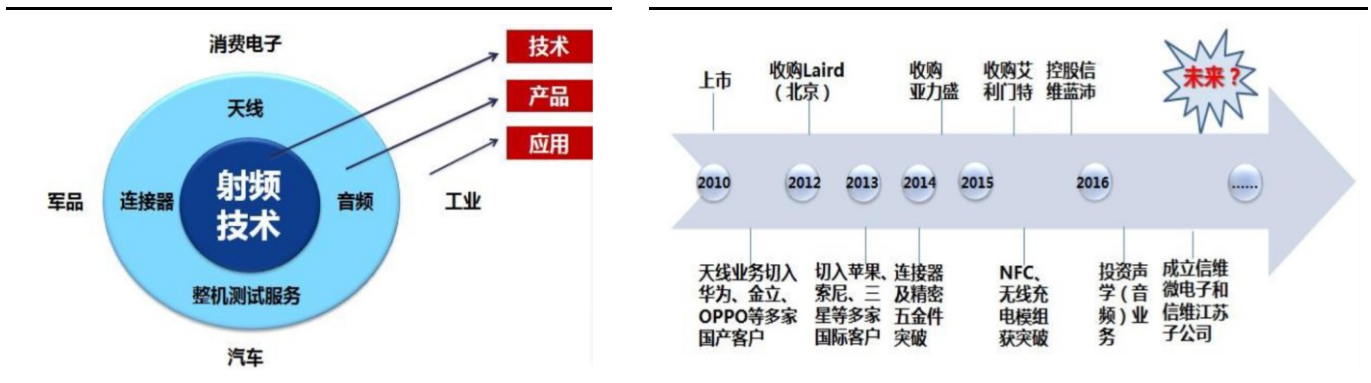 消费电子
天线
射频
技术
连接器
音频
整机测试服务
军品
工业
汽车
技术
产品
应用
上市
收购Laird
（北京）
收购
亚力盛
收购艾
利门特
控股信
维蓝沛
未来？
2010
2012
2013
2014
2015
2016
......
天线业务切入
华为、金立、
OPPO等多家
国产客户
切入苹果、
索尼、三
星等多家
国际客户
连接器
及精密
五金件
突破
NFC、
无线充
电模组
获突破
投资声
学（音
频）业
务
成立信维
微电子和
信维江苏
子公司